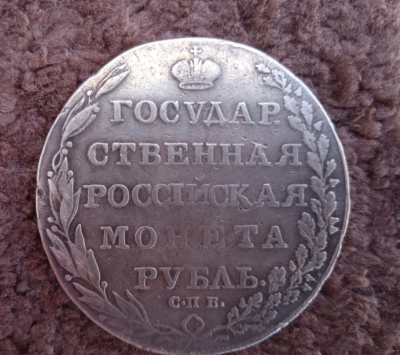 ГОСУДАР
СТВЕННАЯ
РОССІЙСКАЯ
МОНЕТА
РУБЛЬ.
С.П.Б.